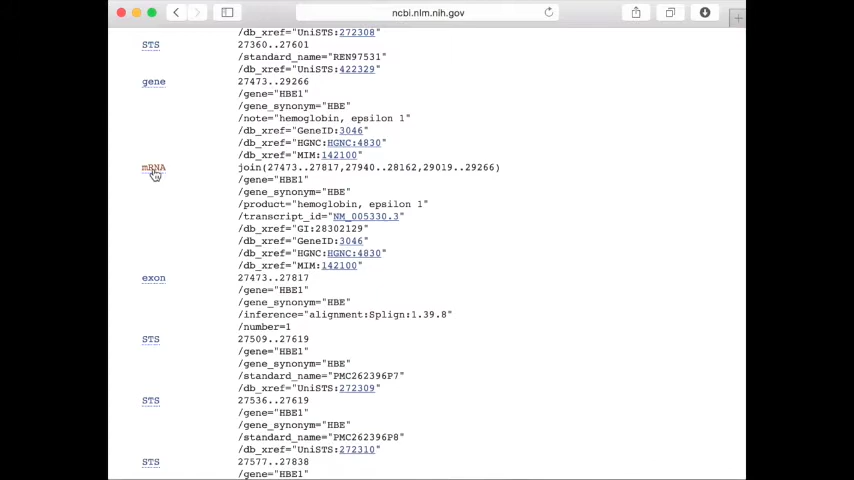 ncbi.nlm.nih.gov
/db_xref="UniSTS:272308"
STS 27360..27601
/standard_name="REN97531"
/db_xref="UniSTS:422329"
gene 27473..29266
/gene="HBE1"
/gene_synonym="HBE"
/note="hemoglobin, epsilon 1"
/db_xref="GeneID:3046"
/db_xref="HGNC:HGNC:4830"
/db_xref="MIM:142100"
mRNA join(27473..27817,27940..28162,29019..29266)
/gene="HBE1"
/gene_synonym="HBE"
/product="hemoglobin, epsilon 1"
/transcript_id="NM_005330.3"
/db_xref="GI:28302129"
/db_xref="GeneID:3046"
/db_xref="HGNC:HGNC:4830"
/db_xref="MIM:142100"
exon 27473..27817
/gene="HBE1"
/gene_synonym="HBE"
/inference="alignment:Splign:1.39.8"
/number=1
STS 27509..27619
/gene="HBE1"
/gene_synonym="HBE"
/standard_name="PMC262396P7"
/db_xref="UniSTS:272309"
STS 27536..27619
/gene="HBE1"
/gene_synonym="HBE"
/standard_name="PMC262396P8"
/db_xref="UniSTS:272310"
STS 27577..27838
/gene="HBE1"